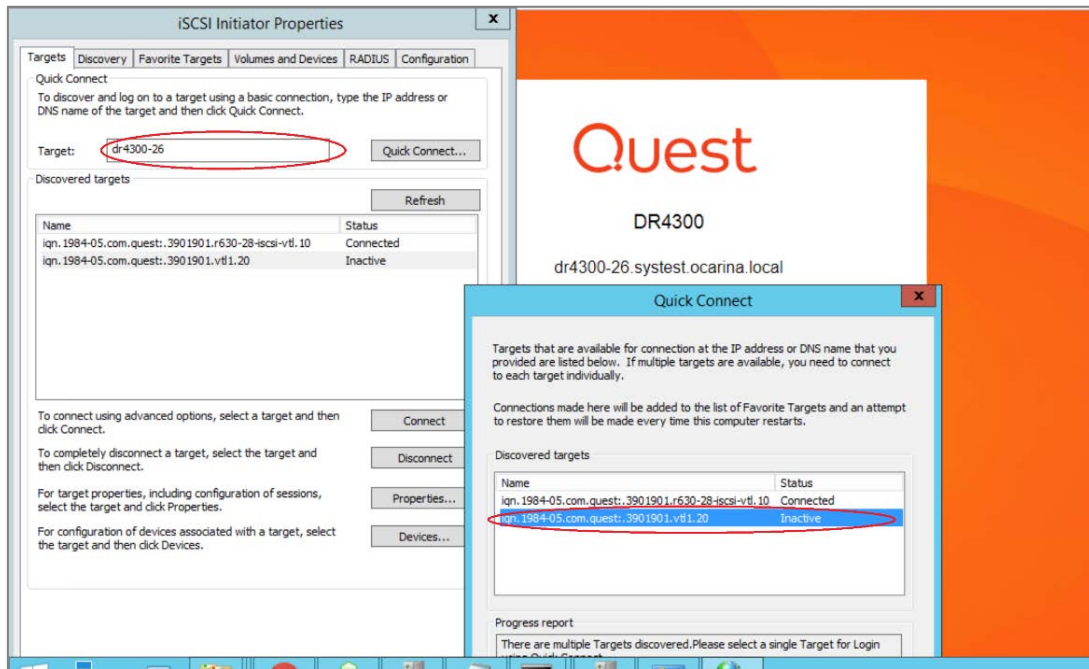 iSCSI Initiator Properties
x
Targets Discovery Favorite Targets Volumes and Devices RADIUS Configuration
Quick Connect
To discover and log on to a target using a basic connection, type the IP address or
DNS name of the target and then click Quick Connect.
Target: dr4300-26 Quick Connect...
Discovered targets
Refresh
Name Status
iqn.1984-05.com.quest:.3901901.r630-28-iscsi-vtl.10 Connected
iqn.1984-05.com.quest:.3901901.vtl1.20 Inactive
To connect using advanced options, select a target and then
click Connect.
Connect
To completely disconnect a target, select the target and
then click Disconnect.
Disconnect
For target properties, including configuration of sessions,
select the target and click Properties.
Properties...
For configuration of devices associated with a target, select
the target and then click Devices.
Devices...
Quest
DR4300
dr4300-26.systest.ocarina.local
Quick Connect
x
Targets that are available for connection at the IP address or DNS name that you
provided are listed below. If multiple targets are available, you need to connect
to each target individually.
Connections made here will be added to the list of Favorite Targets and an attempt
to restore them will be made every time this computer restarts.
Discovered targets
Name Status
iqn.1984-05.com.quest:.3901901.r630-28-iscsi-vtl.10 Connected
iqn.1984-05.com.quest:.3901901.vtl1.20 Inactive
Progress report
There are multiple Targets discovered.Please select a single Target for Login
using Quick Connect